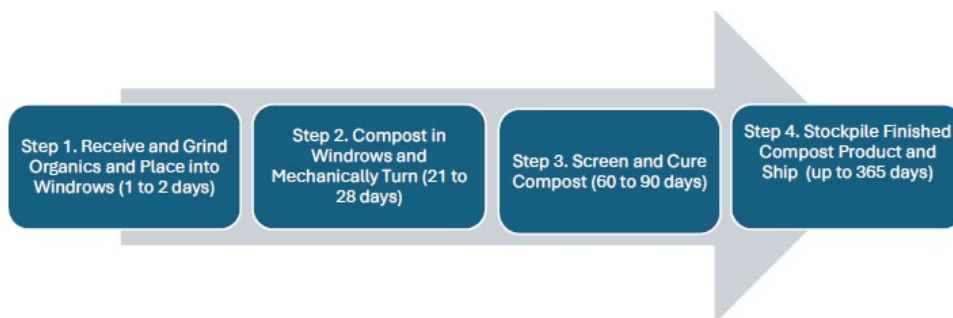 Step 1. Receive and Grind
Organics and Place into
Windrows (1 to 2 days)
Step 2. Compost in
Windrows and
Mechanically Turn (21 to
28 days)
Step 3. Screen and Cure
Compost (60 to 90 days)
Step 4. Stockpile Finished
Compost Product and
Ship (up to 365 days)